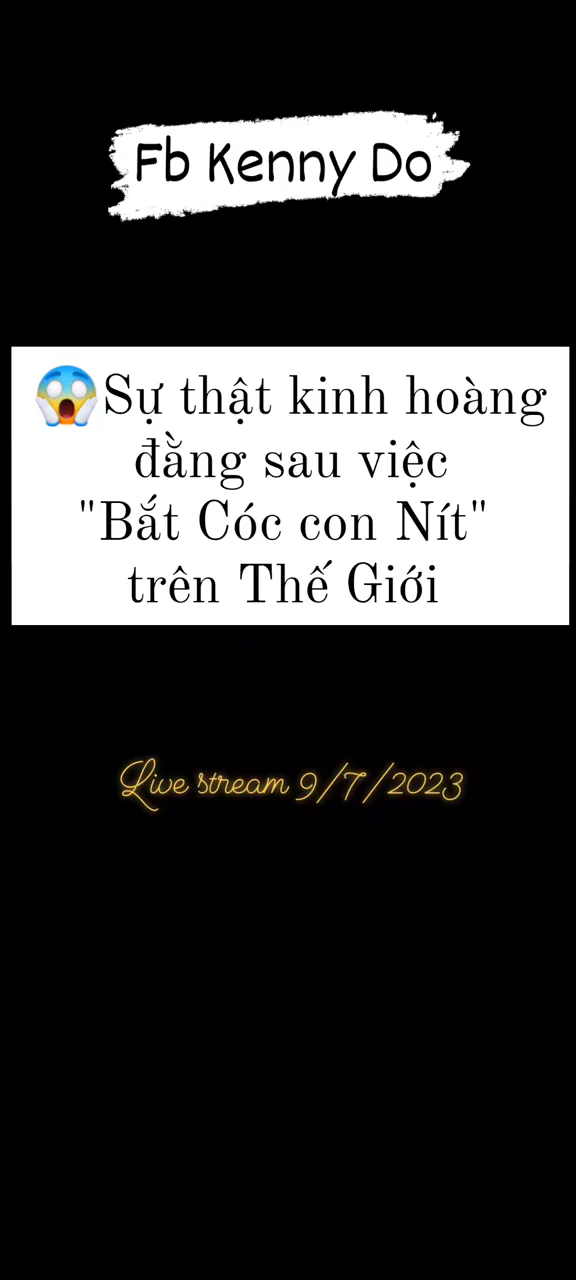 Fb Kenny Do
😱Sự thật kinh hoàng
đằng sau việc
"Bắt Cóc con Nít"
trên Thế Giới
Live stream 9/7/2023